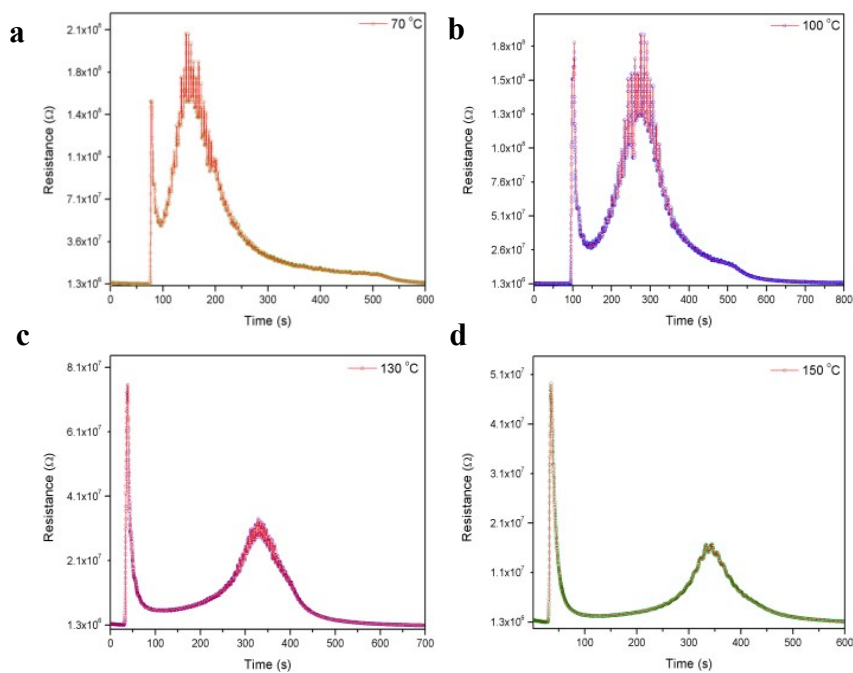 a
70 °C
2.1x10⁸
1.8x10⁸
1.4x10⁸
1.1x10⁸
7.1x10⁷
3.6x10⁷
1.3x10⁶
Resistance (Ω)
0 100 200 300 400 500 600
Time (s)
b
100 °C
1.8x10⁸
1.5x10⁸
1.3x10⁸
1.0x10⁸
7.6x10⁷
5.1x10⁷
2.6x10⁷
1.3x10⁶
Resistance (Ω)
0 100 200 300 400 500 600 700 800
Time (s)
c
130 °C
8.1x10⁷
6.1x10⁷
4.1x10⁷
2.1x10⁷
1.3x10⁶
Resistance (Ω)
0 100 200 300 400 500 600 700
Time (s)
d
150 °C
5.1x10⁷
4.1x10⁷
3.1x10⁷
2.1x10⁷
1.1x10⁷
1.3x10⁶
Resistance (Ω)
100 200 300 400 500 600
Time (s)